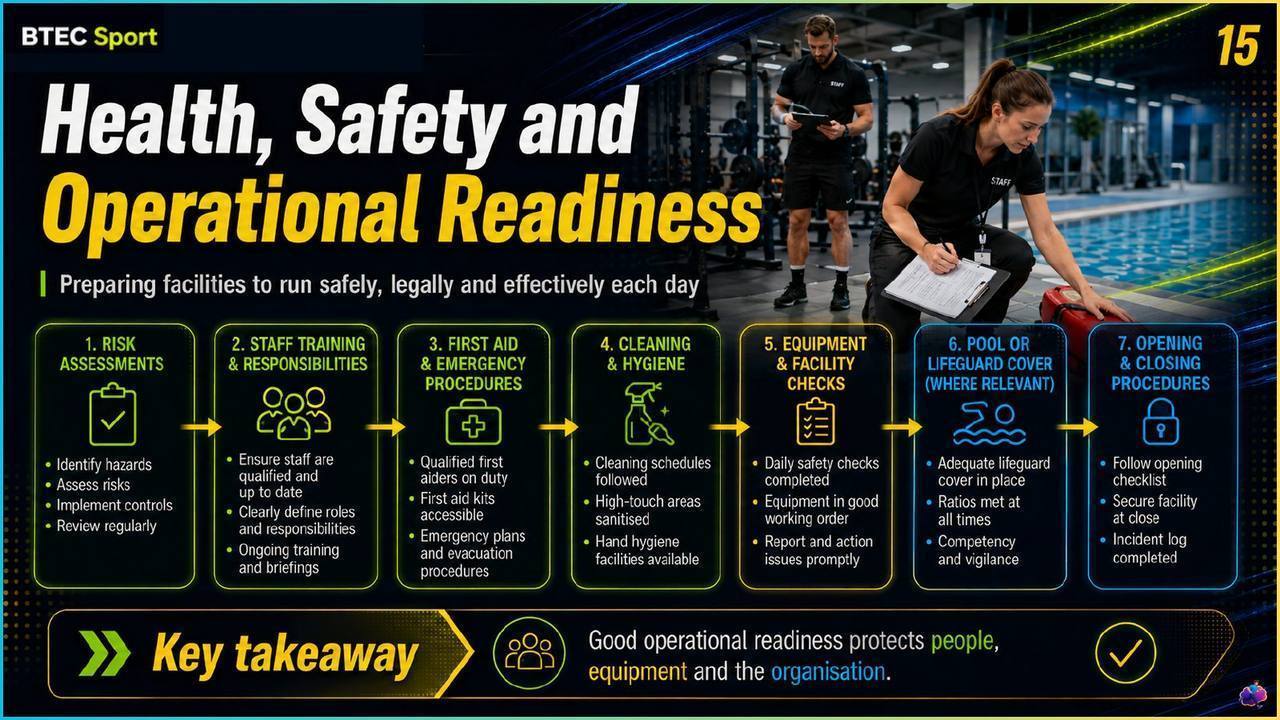 BTEC Sport
15
Health, Safety and
Operational Readiness
Preparing facilities to run safely, legally and effectively each day
STAFF
STAFF
1. RISK
ASSESSMENTS
• Identify hazards
• Assess risks
• Implement controls
• Review regularly
2. STAFF TRAINING
& RESPONSIBILITIES
• Ensure staff are
qualified and
up to date
• Clearly define roles
and responsibilities
• Ongoing training
and briefings
3. FIRST AID
& EMERGENCY
PROCEDURES
• Qualified first
aiders on duty
• First aid kits
accessible
• Emergency plans
and evacuation
procedures
4. CLEANING
& HYGIENE
• Cleaning schedules
followed
• High-touch areas
sanitised
• Hand hygiene
facilities available
5. EQUIPMENT
& FACILITY
CHECKS
• Daily safety checks
completed
• Equipment in good
working order
• Report and action
issues promptly
6. POOL OR
LIFEGUARD COVER
(WHERE RELEVANT)
• Adequate lifeguard
cover in place
• Ratios met at
all times
• Competency
and vigilance
7. OPENING
& CLOSING
PROCEDURES
• Follow opening
checklist
• Secure facility
at close
• Incident log
completed
Key takeaway
Good operational readiness protects people,
equipment and the organisation.